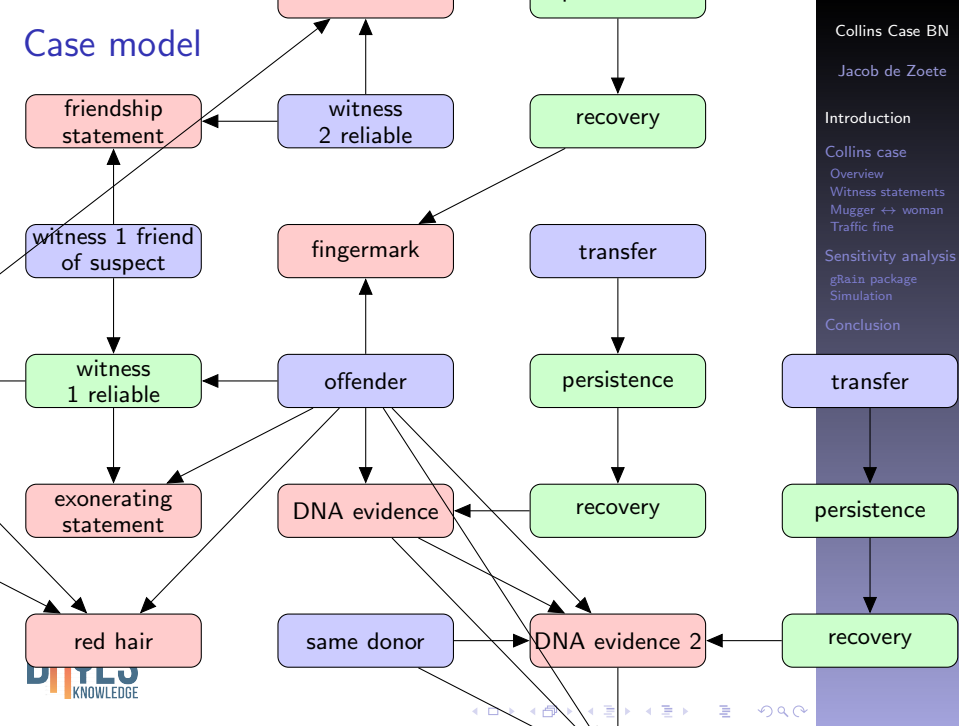 Case model
friendship
statement
witness
2 reliable
recovery
witness 1 friend
of suspect
fingermark
transfer
witness
1 reliable
offender
persistence
transfer
exonerating
statement
DNA evidence
recovery
persistence
red hair
same donor
DNA evidence 2
recovery
KNOWLEDGE
Collins Case BN
Jacob de Zoete
Introduction
Collins case
Overview
Witness statements
Mugger ↔ woman
Traffic fine
Sensitivity analysis
gRain package
Simulation
Conclusion